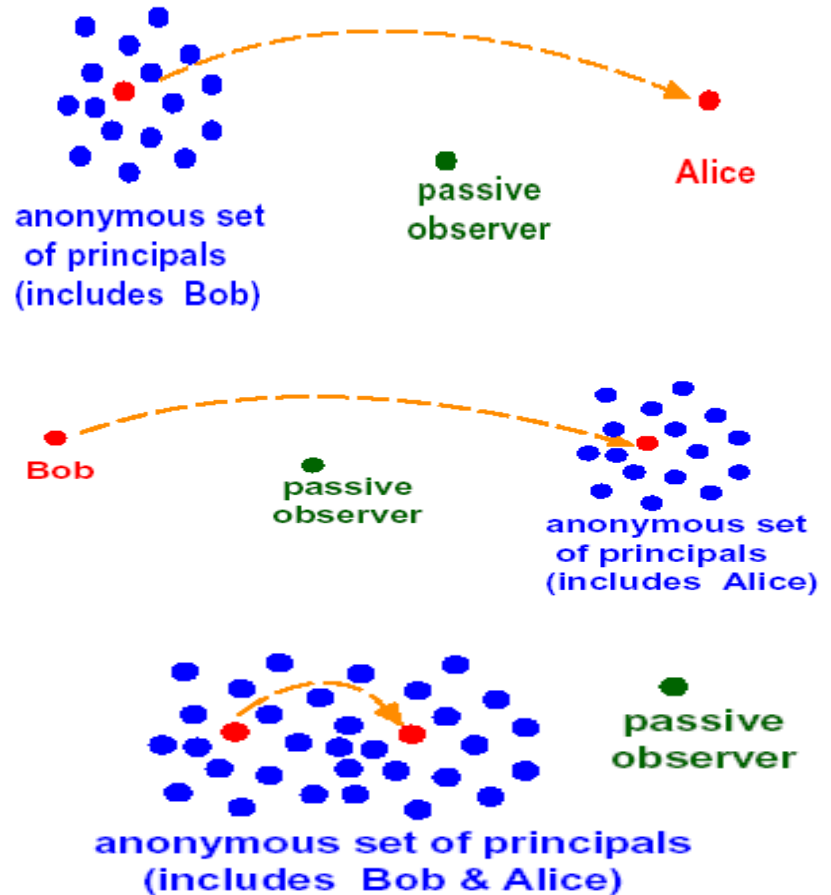 Alice
passive
observer
anonymous set
of principals
(includes Bob)
Bob
passive
observer
anonymous set
of principals
(includes Alice)
passive
observer
anonymous set of principals
(includes Bob & Alice)